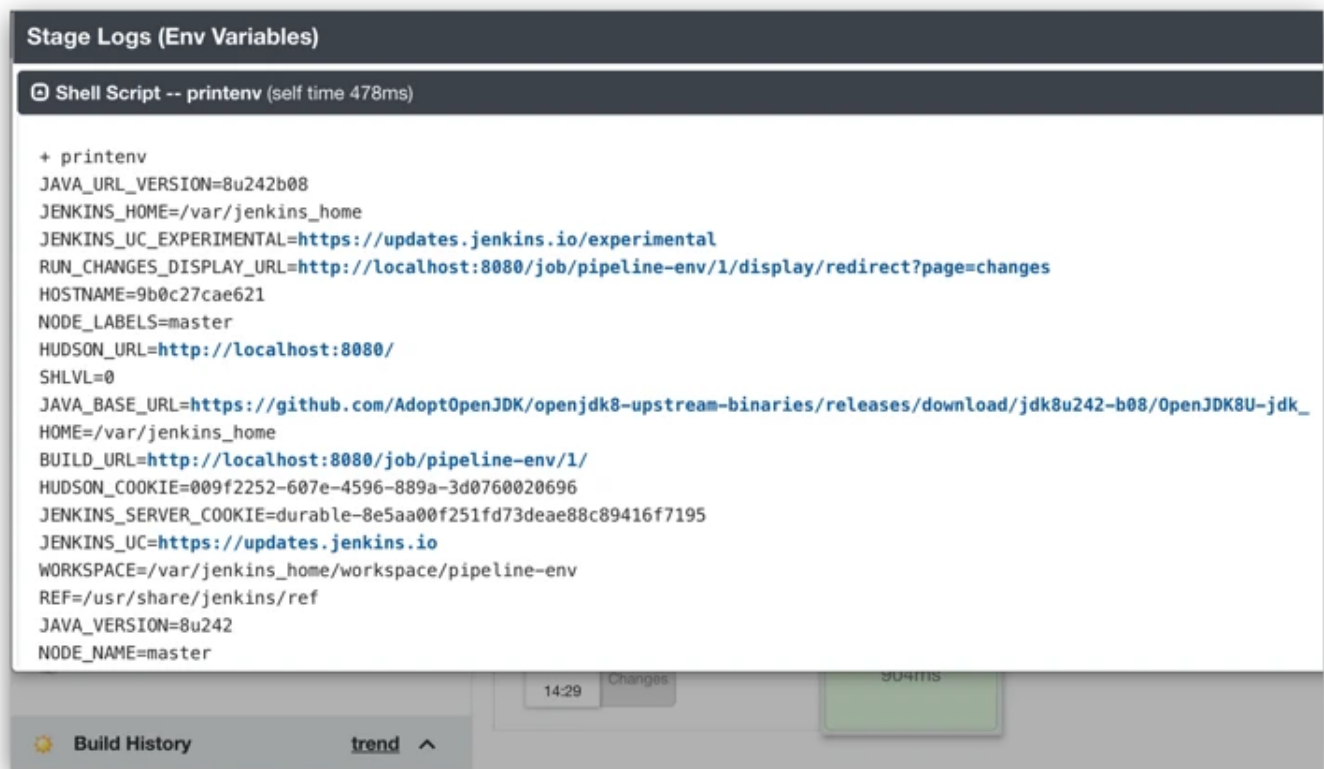 Stage Logs (Env Variables)
Shell Script -- printenv (self time 478ms)
+ printenv
JAVA_URL_VERSION=8u242b08
JENKINS_HOME=/var/jenkins_home
JENKINS_UC_EXPERIMENTAL=https://updates.jenkins.io/experimental
RUN_CHANGES_DISPLAY_URL=http://localhost:8080/job/pipeline-env/1/display/redirect?page=changes
HOSTNAME=9b0c27cae621
NODE_LABELS=master
HUDSON_URL=http://localhost:8080/
SHLVL=0
JAVA_BASE_URL=https://github.com/AdoptOpenJDK/openjdk8-upstream-binaries/releases/download/jdk8u242-b08/OpenJDK8U-jdk_
HOME=/var/jenkins_home
BUILD_URL=http://localhost:8080/job/pipeline-env/1/
HUDSON_COOKIE=009f2252-607e-4596-889a-3d0760020696
JENKINS_SERVER_COOKIE=durable-8e5aa00f251fd73deae88c89416f7195
JENKINS_UC=https://updates.jenkins.io
WORKSPACE=/var/jenkins_home/workspace/pipeline-env
REF=/usr/share/jenkins/ref
JAVA_VERSION=8u242
NODE_NAME=master
14:29 Changes 904ms
Build History trend